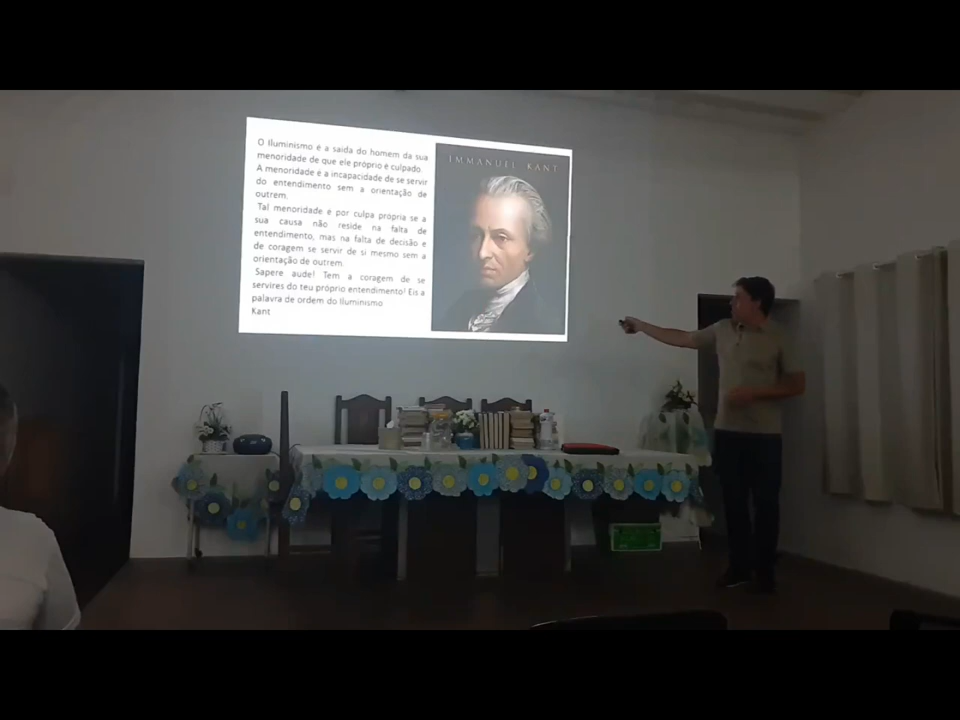 O Iluminismo é a saída do homem da sua
menoridade de que ele próprio é culpado.
A menoridade é a incapacidade de se servir
do entendimento sem a orientação de
outrem.
Tal menoridade é por culpa própria se a
sua causa não reside na falta de
entendimento, mas na falta de decisão e
de coragem se servir de si mesmo sem a
orientação de outrem.
Sapere aude! Tem a coragem de se
servires do teu próprio entendimento! Eis a
palavra de ordem do Iluminismo
Kant
IMMANUEL KANT